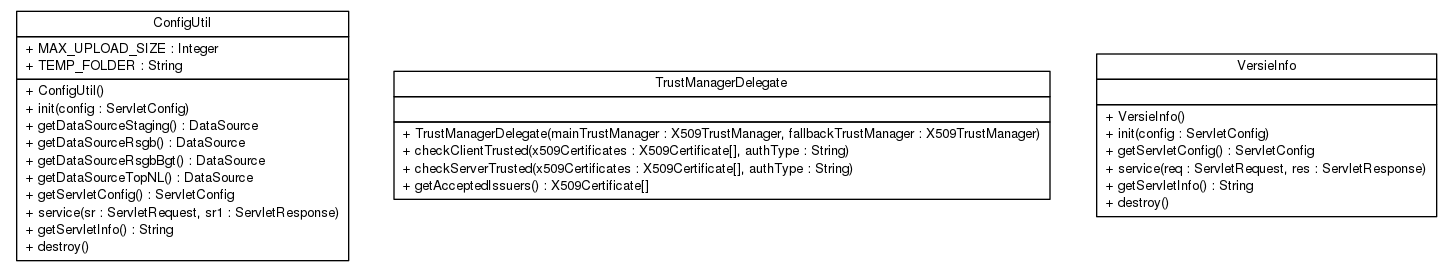 ConfigUtil
+ MAX_UPLOAD_SIZE : Integer
+ TEMP_FOLDER : String
+ ConfigUtil()
+ init(config : ServletConfig)
+ getDataSourceStaging() : DataSource
+ getDataSourceRsgb() : DataSource
+ getDataSourceRsgbBgt() : DataSource
+ getDataSourceTopNL() : DataSource
+ getServletConfig() : ServletConfig
+ service(sr : ServletRequest, sr1 : ServletResponse)
+ getServletInfo() : String
+ destroy()
TrustManagerDelegate
+ TrustManagerDelegate(mainTrustManager : X509TrustManager, fallbackTrustManager : X509TrustManager)
+ checkClientTrusted(x509Certificates : X509Certificate[], authType : String)
+ checkServerTrusted(x509Certificates : X509Certificate[], authType : String)
+ getAcceptedIssuers() : X509Certificate[]
VersieInfo
+ VersieInfo()
+ init(config : ServletConfig)
+ getServletConfig() : ServletConfig
+ service(req : ServletRequest, res : ServletResponse)
+ getServletInfo() : String
+ destroy()